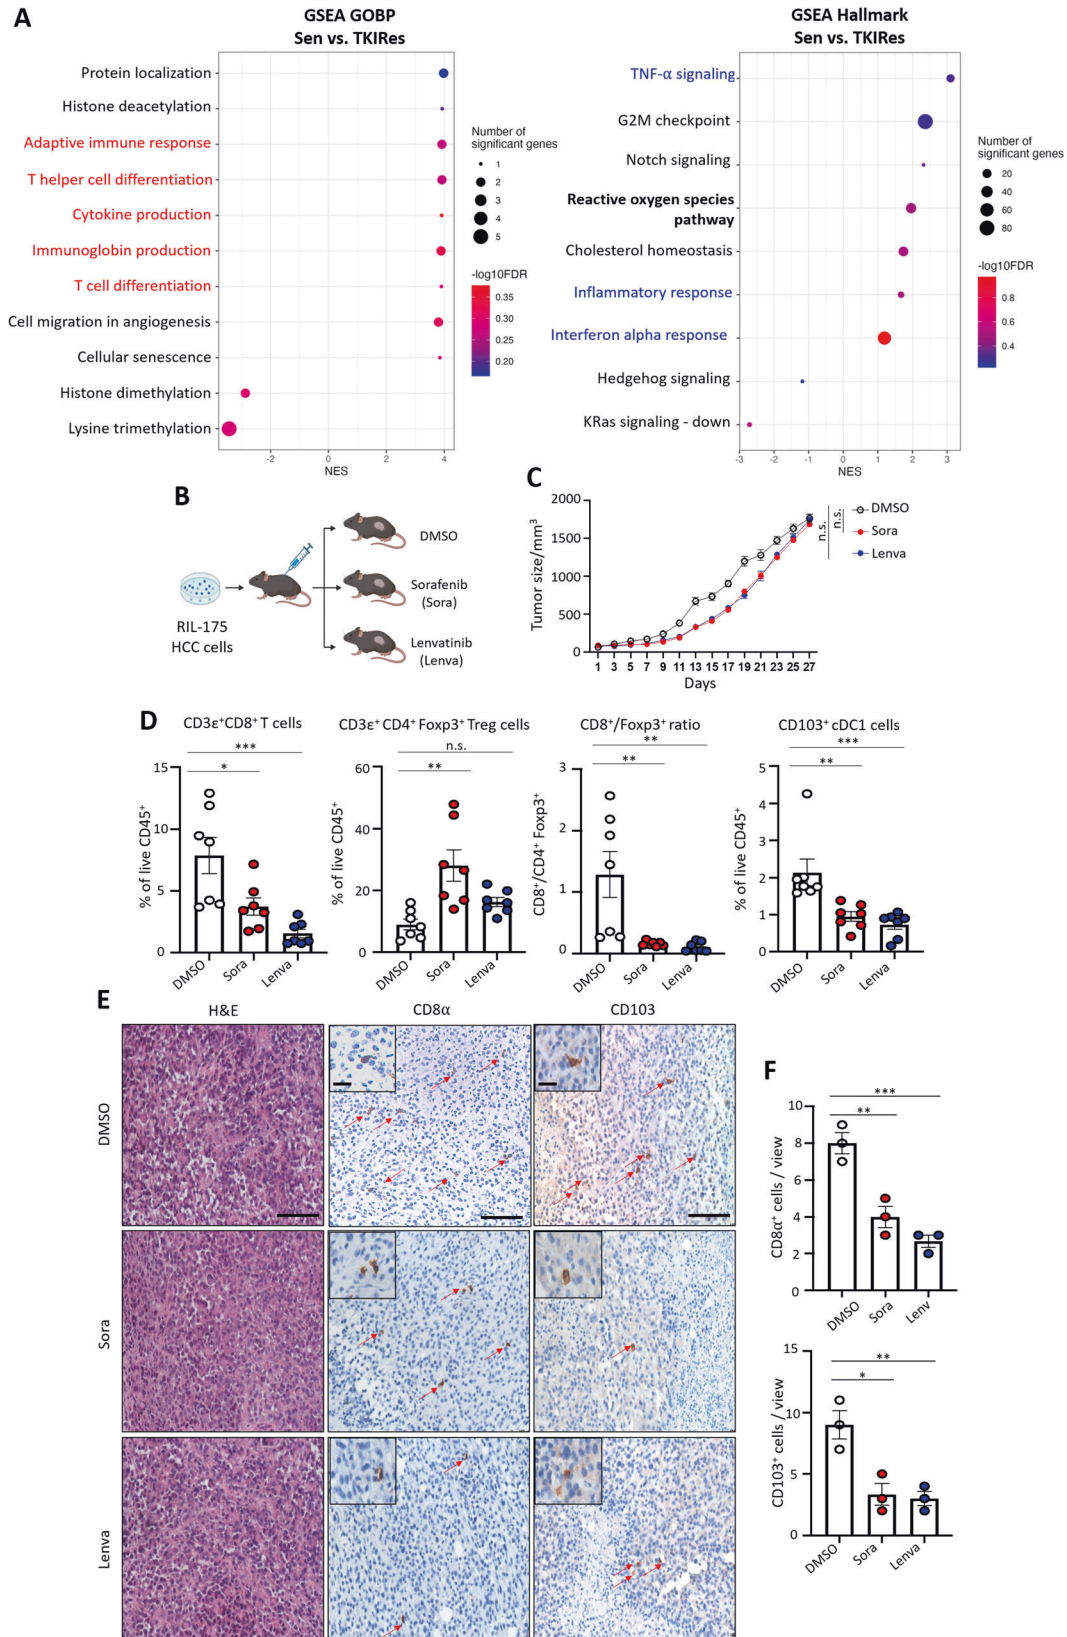 A
GSEA GOBP
Sen vs. TKIRes
Protein localization
Histone deacetylation
Adaptive immune response
T helper cell differentiation
Cytokine production
Immunoglobin production
T cell differentiation
Cell migration in angiogenesis
Cellular senescence
Histone dimethylation
Lysine trimethylation
-2
0
2
4
NES
Number of
significant genes
1
2
3
4
5
-log10FDR
0.35
0.30
0.25
0.20
GSEA Hallmark
Sen vs. TKIRes
TNF-α signaling
G2M checkpoint
Notch signaling
Reactive oxygen species
pathway
Cholesterol homeostasis
Inflammatory response
Interferon alpha response
Hedgehog signaling
KRas signaling - down
-3
-2
-1
0
1
2
3
NES
Number of
significant genes
20
40
60
80
-log10FDR
0.8
0.6
0.4
B
RIL-175
HCC cells
DMSO
Sorafenib
(Sora)
Lenvatinib
(Lenva)
C
Tumor size/mm³
2000
1500
1000
500
0
1 3 5 7 9 11 13 15 17 19 21 23 25 27
Days
n.s.
n.s.
DMSO
Sora
Lenva
D
CD3ε⁺CD8⁺ T cells
***
*
% of live CD45⁺
15
10
5
0
DMSO
Sora
Lenva
CD3ε⁺ CD4⁺ Foxp3⁺ Treg cells
n.s.
**
% of live CD45⁺
60
40
20
0
DMSO
Sora
Lenva
CD8⁺/Foxp3⁺ ratio
**
**
CD8⁺/CD4⁺ Foxp3⁺
3
2
1
0
DMSO
Sora
Lenva
CD103⁺ cDC1 cells
***
**
% of live CD45⁺
5
4
3
2
1
0
DMSO
Sora
Lenva
E
H&E
CD8α
CD103
DMSO
Sora
Lenva
F
***
**
CD8α⁺ cells / view
10
8
6
4
2
0
DMSO
Sora
Lenv
**
*
CD103⁺ cells / view
15
10
5
0
DMSO
Sora
Lenva